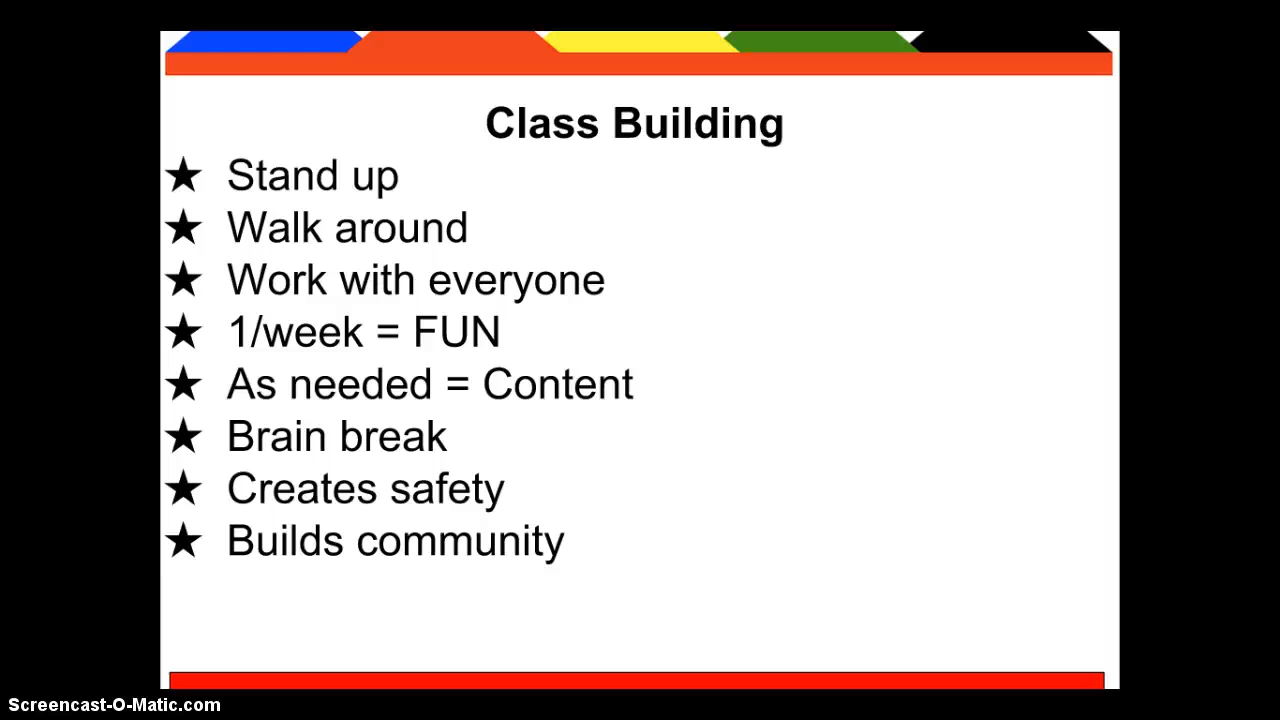 Class Building
★ Stand up
★ Walk around
★ Work with everyone
★ 1/week = FUN
★ As needed = Content
★ Brain break
★ Creates safety
★ Builds community
Screencast-O-Matic.com